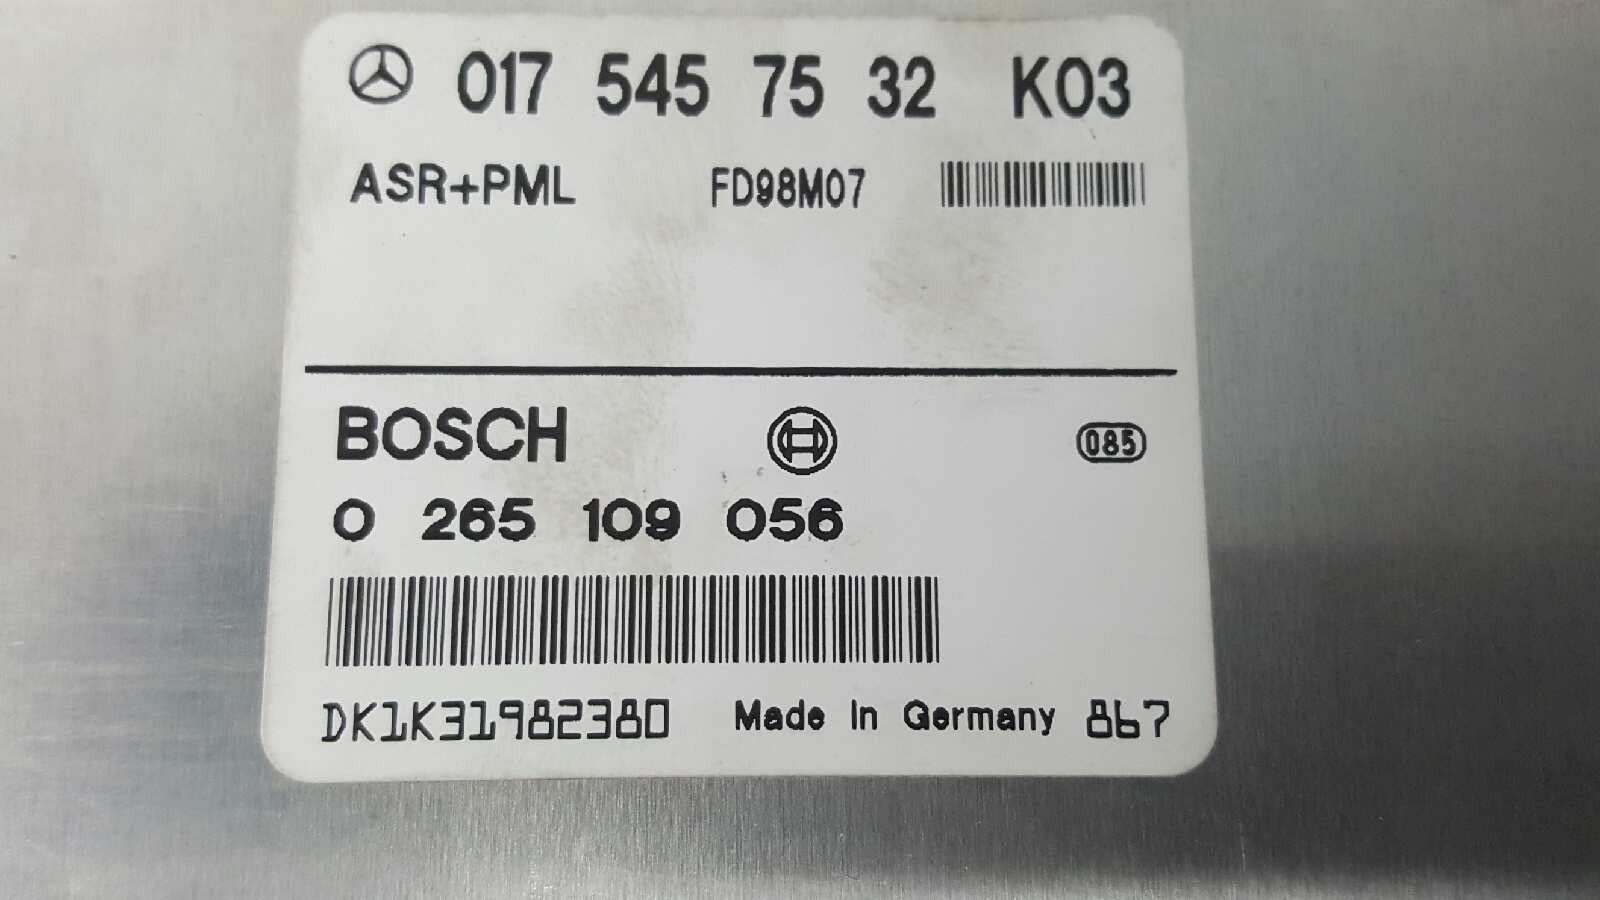 017 545 75 32 K03
ASR+PML FD98M07
BOSCH 085
0 265 109 056
DK1K31982380 Made in Germany 867